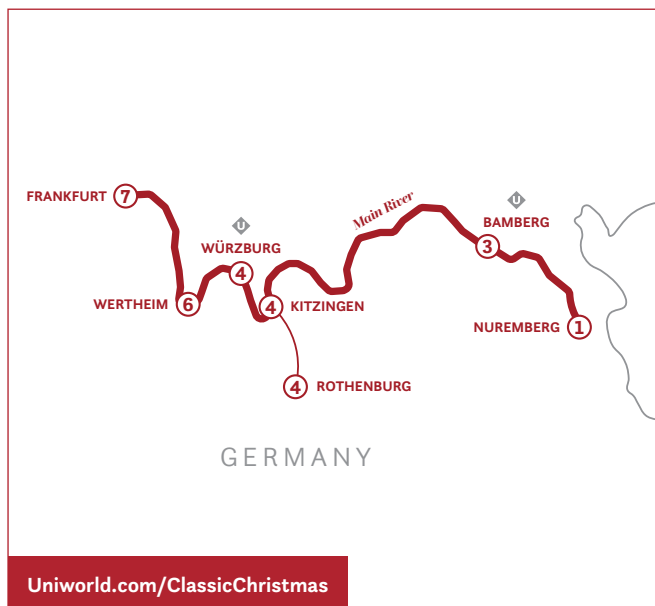 Main River
U
BAMBERG
3
FRANKFURT 7
U
WÜRZBURG
4
WERTHEIM 6
4 KITZINGEN
NUREMBERG 1
4 ROTHENBURG
GERMANY
Uniworld.com/ClassicChristmas